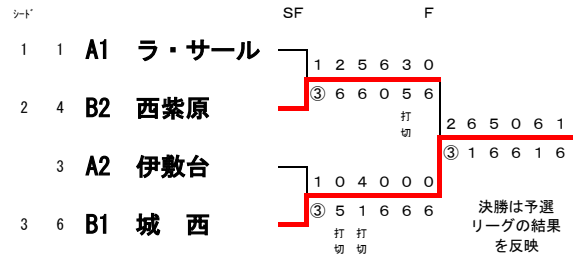 ｼｰﾄﾞ SF F
1 1 A1 ラ・サール
1 2 5 6 3 0
③ 6 6 0 5 6
打切
2 4 B2 西紫原
2 6 5 0 6 1
③ 1 6 6 1 6
3 A2 伊敷台
1 0 4 0 0 0
③ 5 1 6 6 6
打切 打切
3 6 B1 城 西
決勝は予選
リーグの結果
を反映